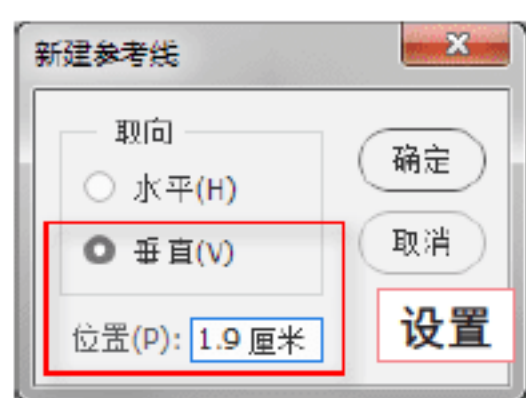 新建参考线
取向
水平(H)
垂直(V)
位置(P): 1.9 厘米
确定
取消
设置